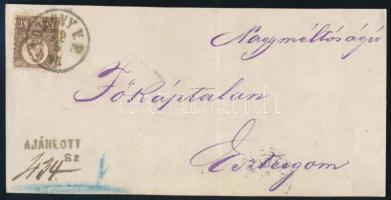 Nagyméltóságú
Főkáptalan
Esztergom
AJÁNLOTT
Sz
434